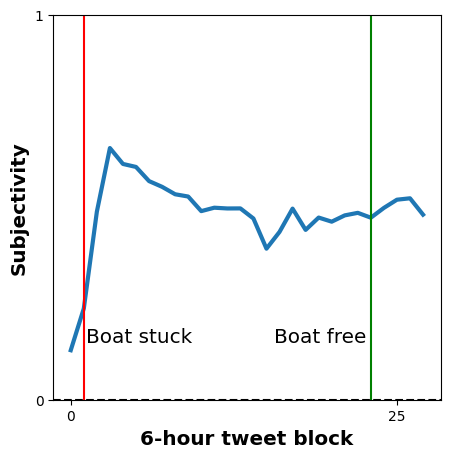 1
Subjectivity
Boat stuck
Boat free
0
0
25
6-hour tweet block